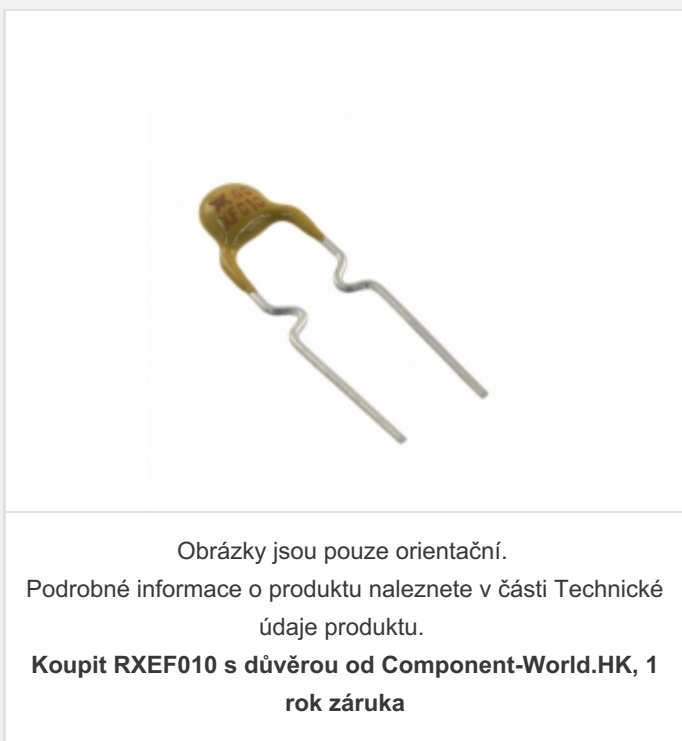 XF010
Obrázky jsou pouze orientační.
Podrobné informace o produktu naleznete v části Technické
údaje produktu.
Koupit RXEF010 s důvěrou od Component-World.HK, 1
rok záruka